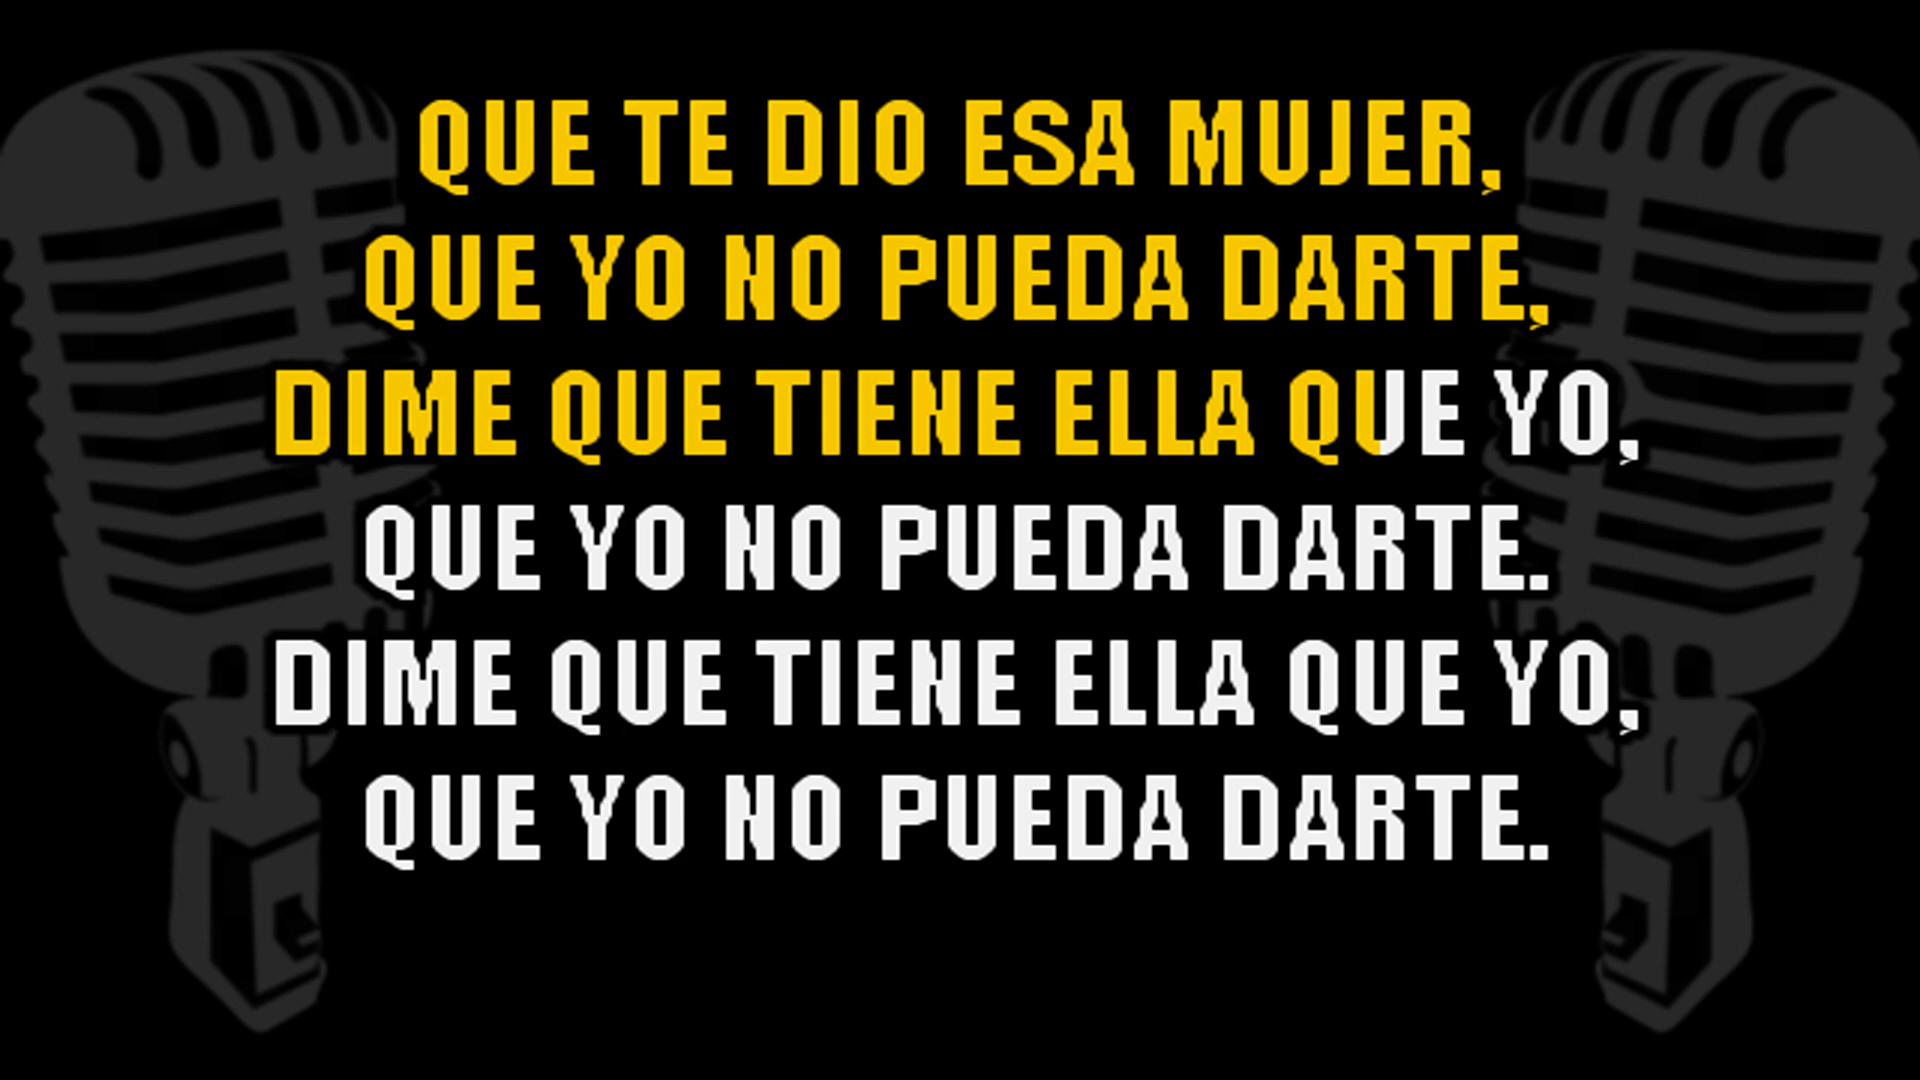 QUE TE DIO ESA MUJER,
QUE YO NO PUEDA DARTE,
DIME QUE TIENE ELLA QUE YO,
QUE YO NO PUEDA DARTE.
DIME QUE TIENE ELLA QUE YO,
QUE YO NO PUEDA DARTE.